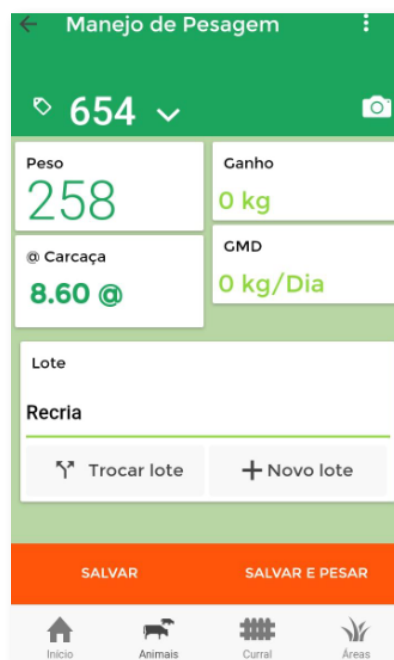 Manejo de Pesagem
654
Peso
258
Ganho
0 kg
@ Carcaça
8.60 @
GMD
0 kg/Dia
Lote
Recria
Trocar lote
Novo lote
SALVAR
SALVAR E PESAR
Início
Animais
Curral
Áreas